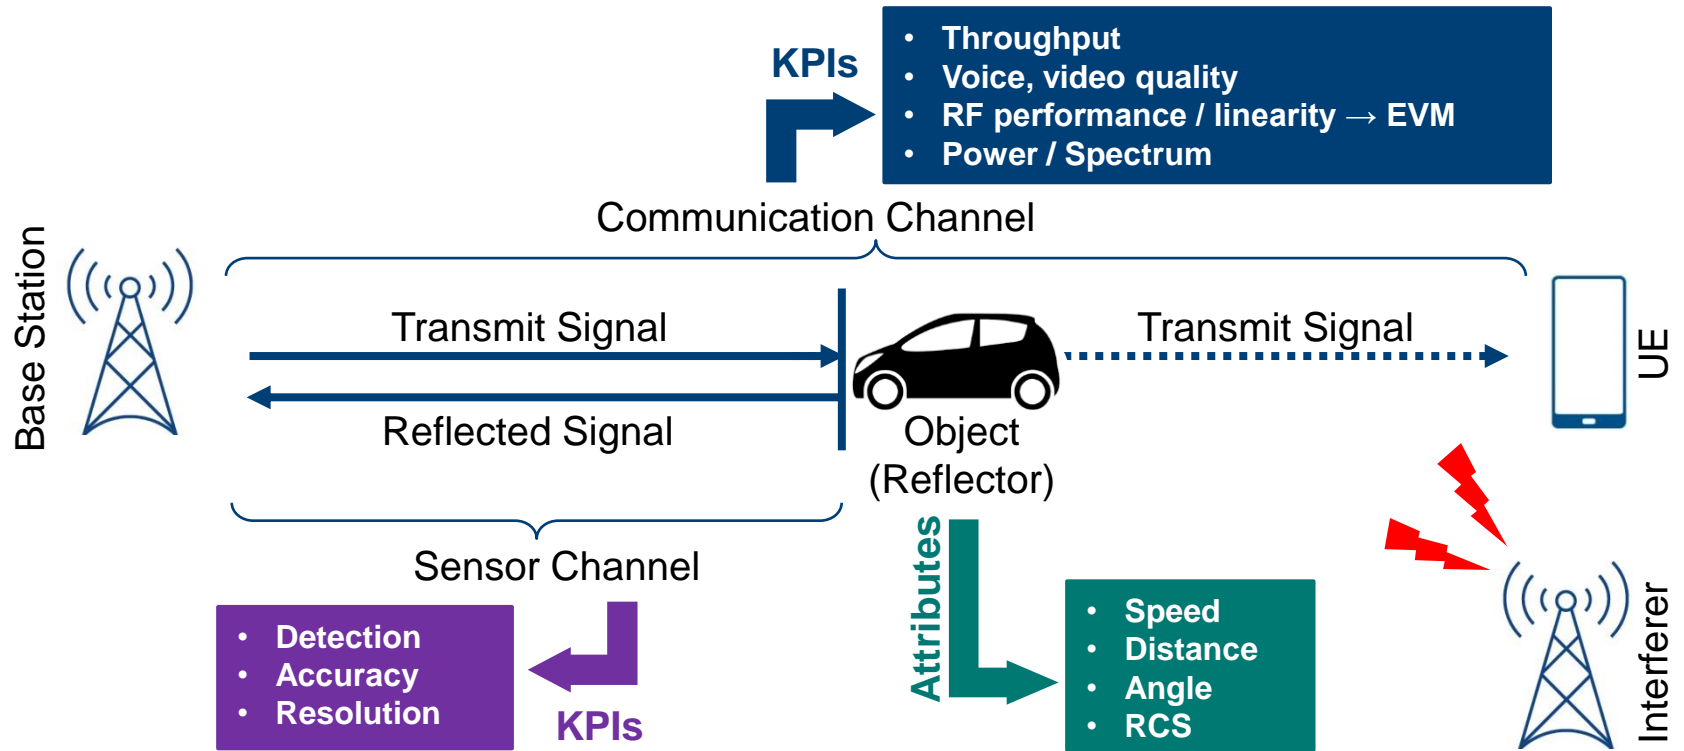 KPIs
• Throughput
• Voice, video quality
• RF performance / linearity → EVM
• Power / Spectrum
Communication Channel
Base Station
Transmit Signal
Transmit Signal
UE
Reflected Signal
Object
(Reflector)
Sensor Channel
Attributes
• Detection
• Accuracy
• Resolution
KPIs
• Speed
• Distance
• Angle
• RCS
Interferer